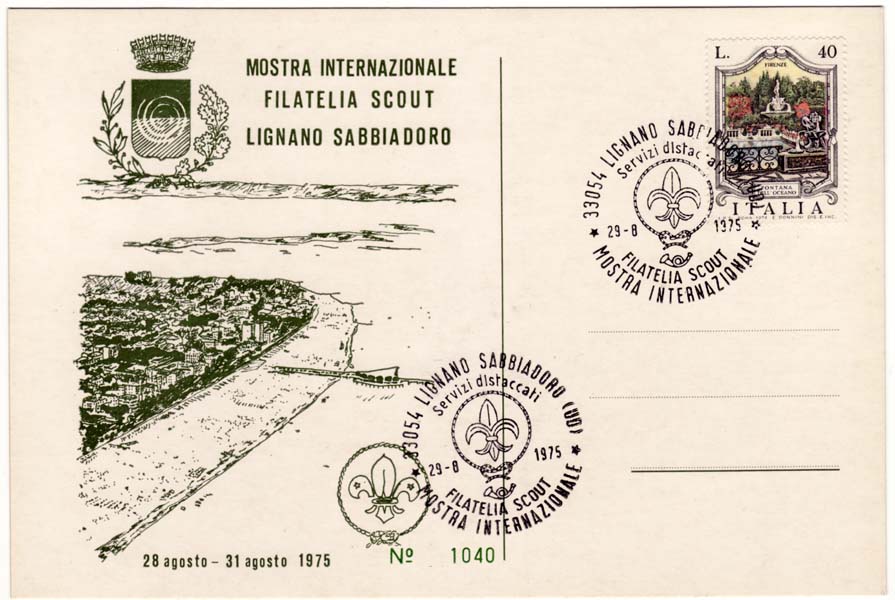 MOSTRA INTERNAZIONALE
FILATELIA SCOUT
LIGNANO SABBIADORO
L. 40
FIRENZE
FONTANA
DELL'OCEANO
ITALIA
33054 LIGNANO SABBIADORO (UD)
Servizi distaccati
29-8 1975
FILATELIA SCOUT
MOSTRA INTERNAZIONALE
33054 LIGNANO SABBIADORO (UD)
Servizi distaccati
29-8 1975
FILATELIA SCOUT
MOSTRA INTERNAZIONALE
28 agosto - 31 agosto 1975
Nº 1040